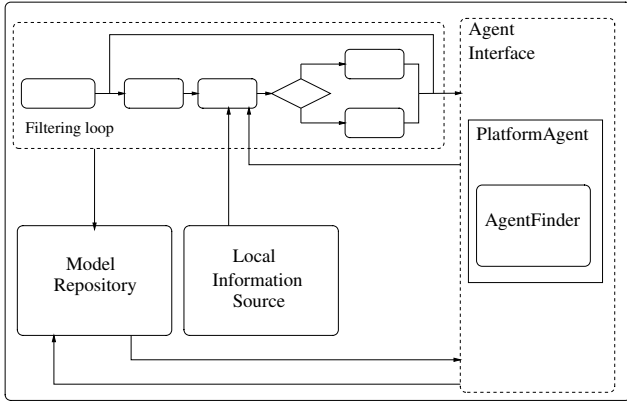 Agent
Interface
Filtering loop
PlatformAgent
AgentFinder
Model
Repository
Local
Information
Source